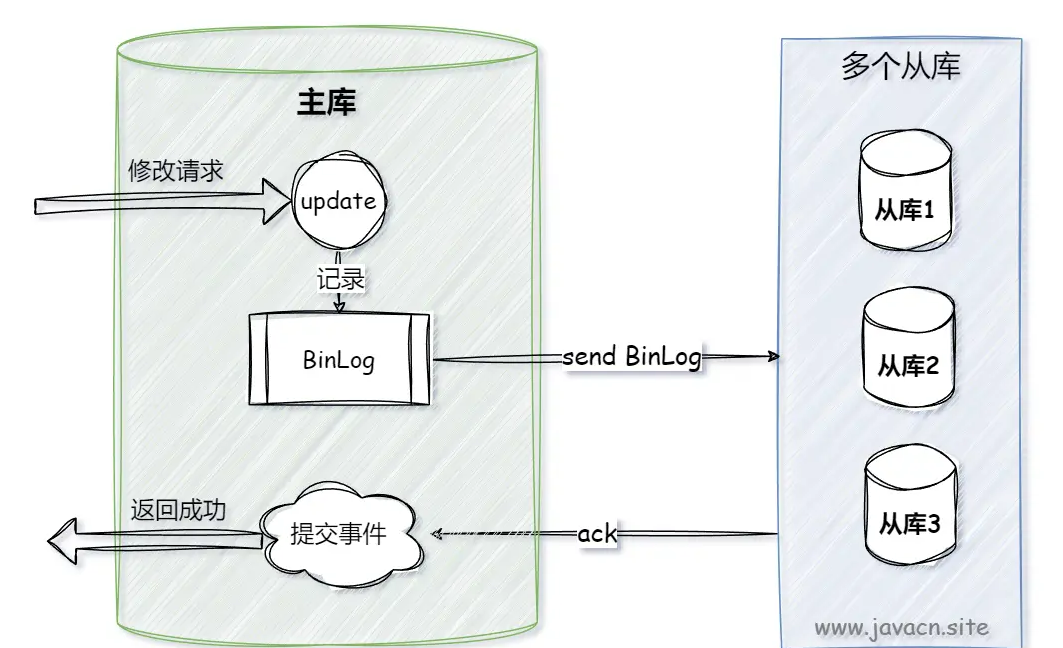 主库
多个从库
修改请求
update
从库1
记录
BinLog
send BinLog
从库2
返回成功
提交事件
ack
从库3
www.javacn.site